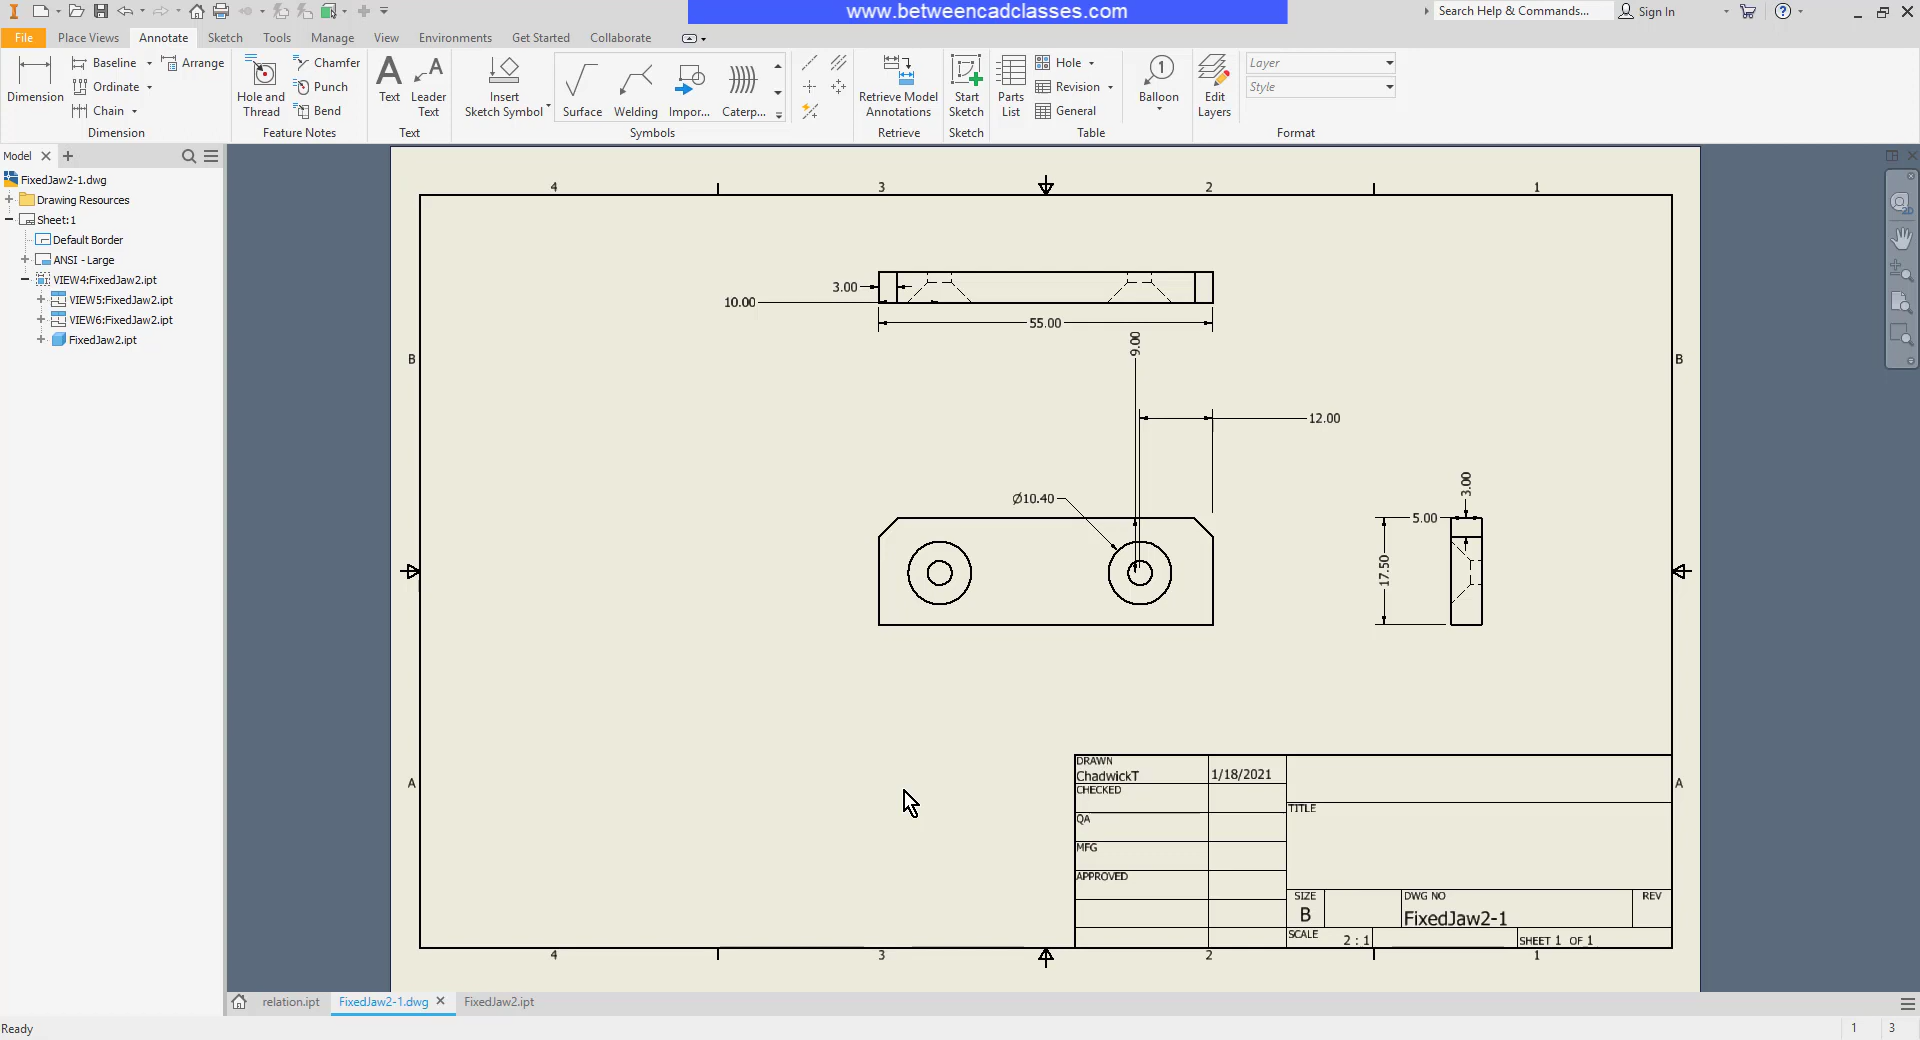 www.betweencadclasses.com
Search Help & Commands...
Sign In
File
Place Views
Annotate
Sketch
Tools
Manage
View
Environments
Get Started
Collaborate
Dimension
Baseline
Ordinate
Chain
Arrange
Dimension
Hole and
Thread
Chamfer
Punch
Bend
Feature Notes
Text
Leader
Text
Text
Insert
Sketch Symbol
Surface
Welding
Impor...
Caterp...
Symbols
Retrieve Model
Annotations
Retrieve
Start
Sketch
Sketch
Parts
List
Hole
Revision
General
Table
1
Balloon
Edit
Layers
Layer
Style
Format
Model
FixedJaw2-1.dwg
Drawing Resources
Sheet:1
Default Border
ANSI - Large
VIEW4:FixedJaw2.ipt
VIEW5:FixedJaw2.ipt
VIEW6:FixedJaw2.ipt
FixedJaw2.ipt
4 3 2 1
B B
A A
3.00
10.00
55.00
9.00
12.00
Ø10.40
3.00
5.00
17.50
DRAWN
ChadwickT 1/18/2021
CHECKED
QA
MFG
APPROVED
TITLE
SIZE
B
DWG NO
FixedJaw2-1
REV
SCALE
2 : 1
SHEET 1 OF 1
4 3 2 1
relation.ipt
FixedJaw2-1.dwg
FixedJaw2.ipt
Ready
1 3